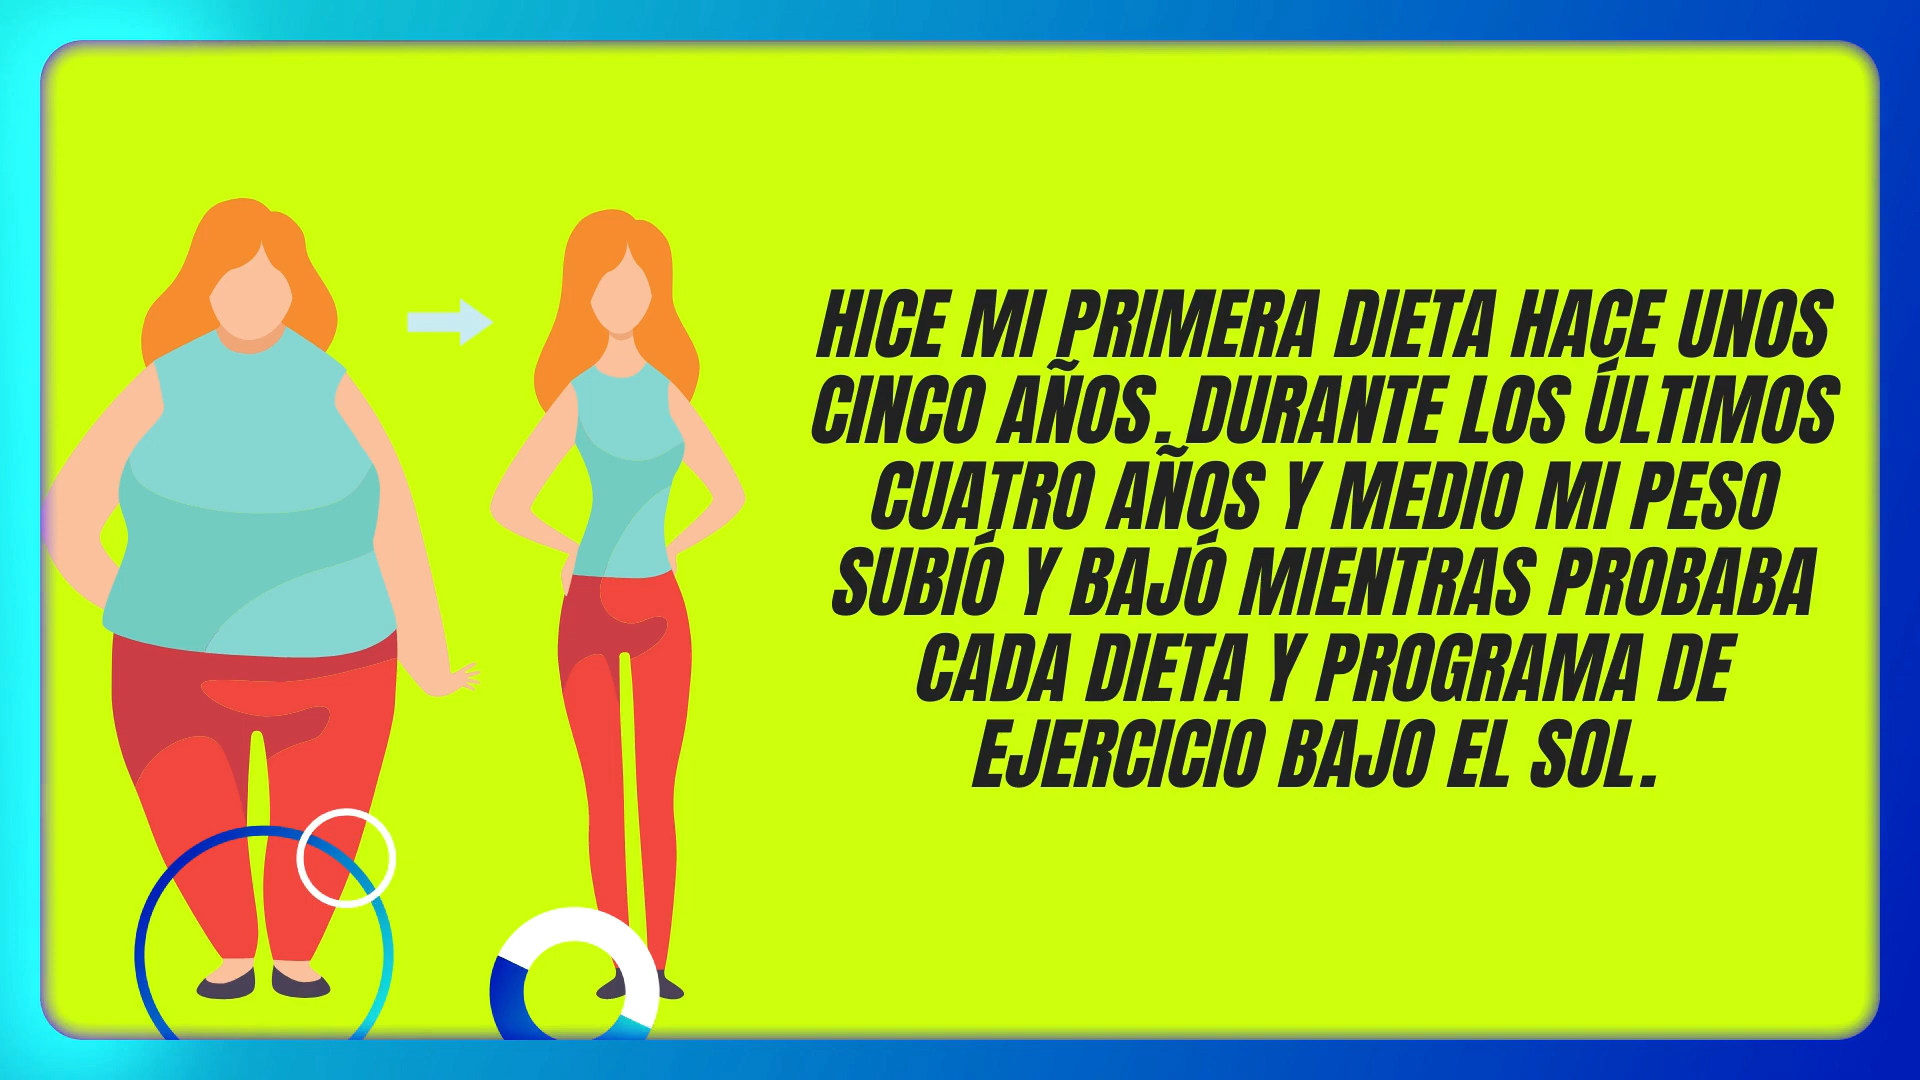 HICE MI PRIMERA DIETA HACE UNOS
CINCO AÑOS. DURANTE LOS ÚLTIMOS
CUATRO AÑOS Y MEDIO MI PESO
SUBIÓ Y BAJÓ MIENTRAS PROBABA
CADA DIETA Y PROGRAMA DE
EJERCICIO BAJO EL SOL.